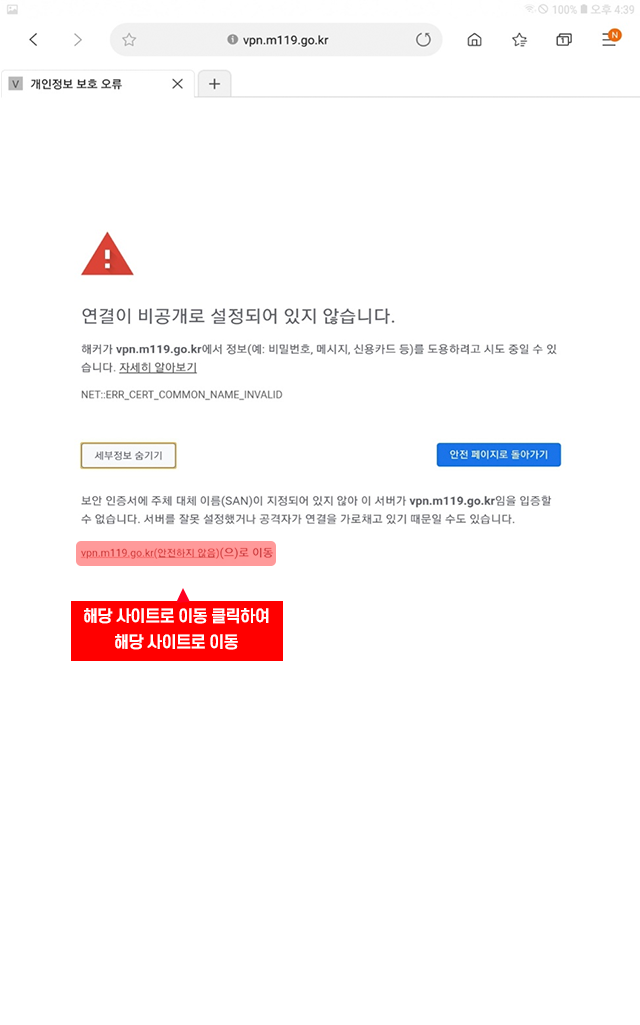 100% 오후 4:39
vpn.m119.go.kr
N
1
V 개인정보 보호 오류
연결이 비공개로 설정되어 있지 않습니다.
해커가 vpn.m119.go.kr에서 정보(예: 비밀번호, 메시지, 신용카드 등)를 도용하려고 시도 중일 수 있
습니다. 자세히 알아보기
NET::ERR_CERT_COMMON_NAME_INVALID
세부정보 숨기기
안전 페이지로 돌아가기
보안 인증서에 주체 대체 이름(SAN)이 지정되어 있지 않아 이 서버가 vpn.m119.go.kr임을 입증할
수 없습니다. 서버를 잘못 설정했거나 공격자가 연결을 가로채고 있기 때문일 수도 있습니다.
vpn.m119.go.kr(안전하지 않음)(으)로 이동
해당 사이트로 이동 클릭하여
해당 사이트로 이동